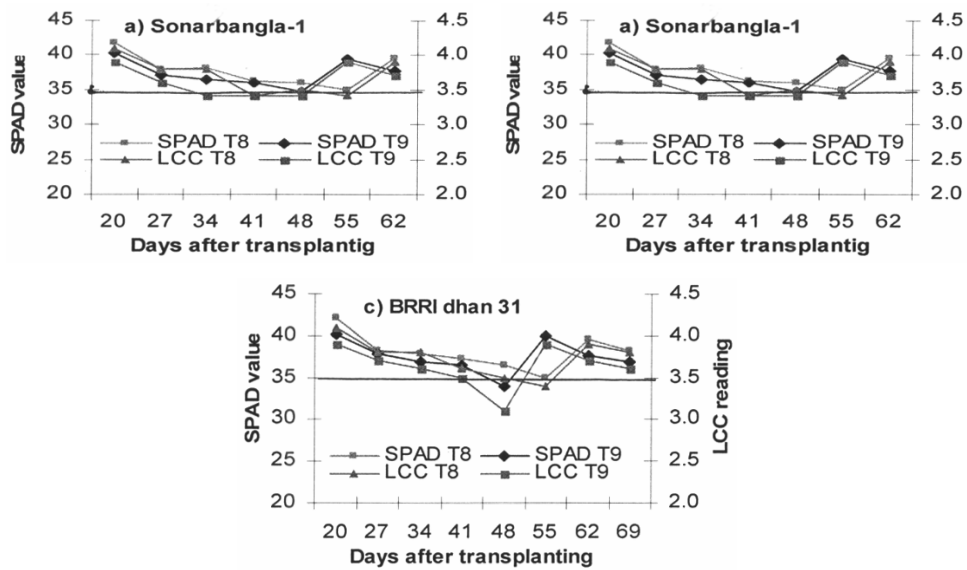 a) Sonarbangla-1
45
40
35
30
25
20
4.5
4.0
3.5
3.0
2.5
2.0
SPAD value
SPAD T8
SPAD T9
LCC T8
LCC T9
20 27 34 41 48 55 62
Days after transplantig
a) Sonarbangla-1
45
40
35
30
25
20
4.5
4.0
3.5
3.0
2.5
2.0
SPAD value
SPAD T8
SPAD T9
LCC T8
LCC T9
20 27 34 41 48 55 62
Days after transplantig
c) BRRI dhan 31
45
40
35
30
25
20
4.5
4.0
3.5
3.0
2.5
2.0
SPAD value
LCC reading
SPAD T8
SPAD T9
LCC T8
LCC T9
20 27 34 41 48 55 62 69
Days after transplanting